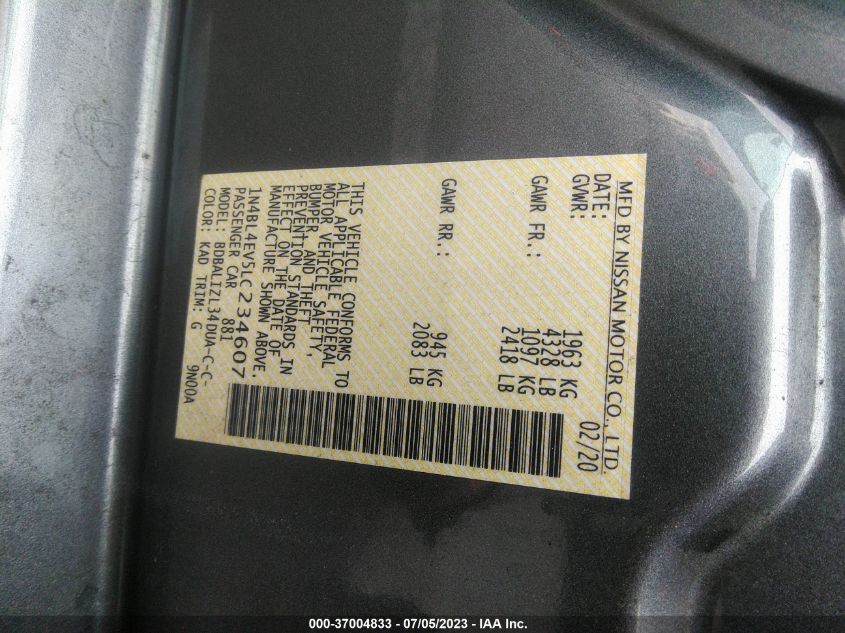 MFD BY NISSAN MOTOR CO., LTD.
DATE: 02/20
GVWR: 1963 KG
4328 LB
GAWR FR.: 1097 KG
2418 LB
GAWR RR.: 945 KG
2083 LB
THIS VEHICLE CONFORMS TO
ALL APPLICABLE FEDERAL
MOTOR VEHICLE SAFETY,
BUMPER, AND THEFT
PREVENTION STANDARDS IN
EFFECT ON THE DATE OF
MANUFACTURE SHOWN ABOVE.
1N4BL4EV5LC234607
PASSENGER CAR 881
MODEL: BDBALIZL34DUA-C-C-
COLOR: KAD TRIM: G 9N00A
000-37004833 - 07/05/2023 - IAA Inc.